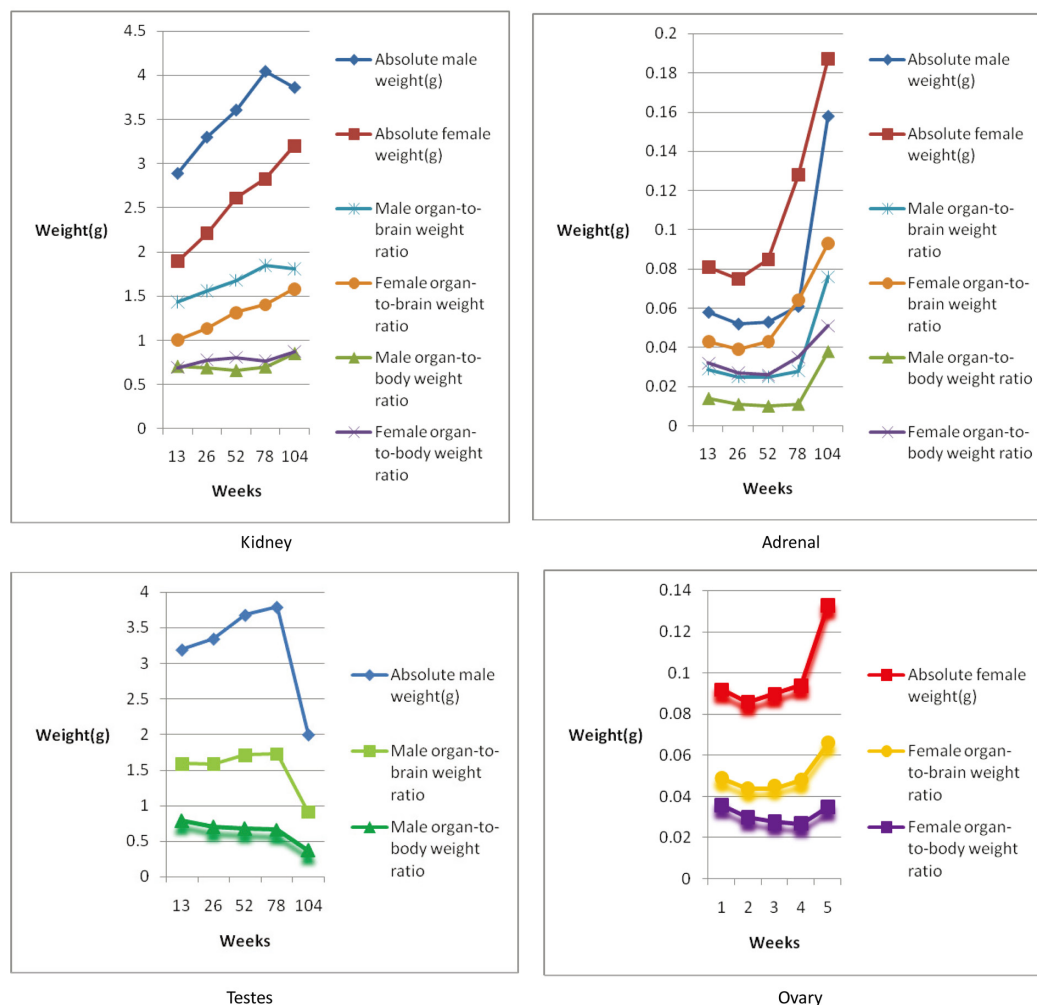 4.5
4
3.5
3
2.5
2
1.5
1
0.5
0
Weight(g)
13 26 52 78 104
Weeks
Absolute male
weight(g)
Absolute female
weight(g)
Male organ-to-
brain weight
ratio
Female organ-
to-brain weight
ratio
Male organ-to-
body weight
ratio
Female organ-
to-body weight
ratio
Kidney
0.2
0.18
0.16
0.14
0.12
0.1
0.08
0.06
0.04
0.02
0
Weight(g)
13 26 52 78 104
Weeks
Absolute male
weight(g)
Absolute female
weight(g)
Male organ-to-
brain weight
ratio
Female organ-to-
brain weight
ratio
Male organ-to-
body weight ratio
Female organ-to-
body weight ratio
Adrenal
4
3.5
3
2.5
2
1.5
1
0.5
0
Weight(g)
13 26 52 78 104
Weeks
Absolute male
weight(g)
Male organ-to-
brain weight
ratio
Male organ-to-
body weight
ratio
Testes
0.14
0.12
0.1
0.08
0.06
0.04
0.02
0
Weight(g)
1 2 3 4 5
Weeks
Absolute female
weight(g)
Female organ-
to-brain weight
ratio
Female organ-
to-body weight
ratio
Ovary